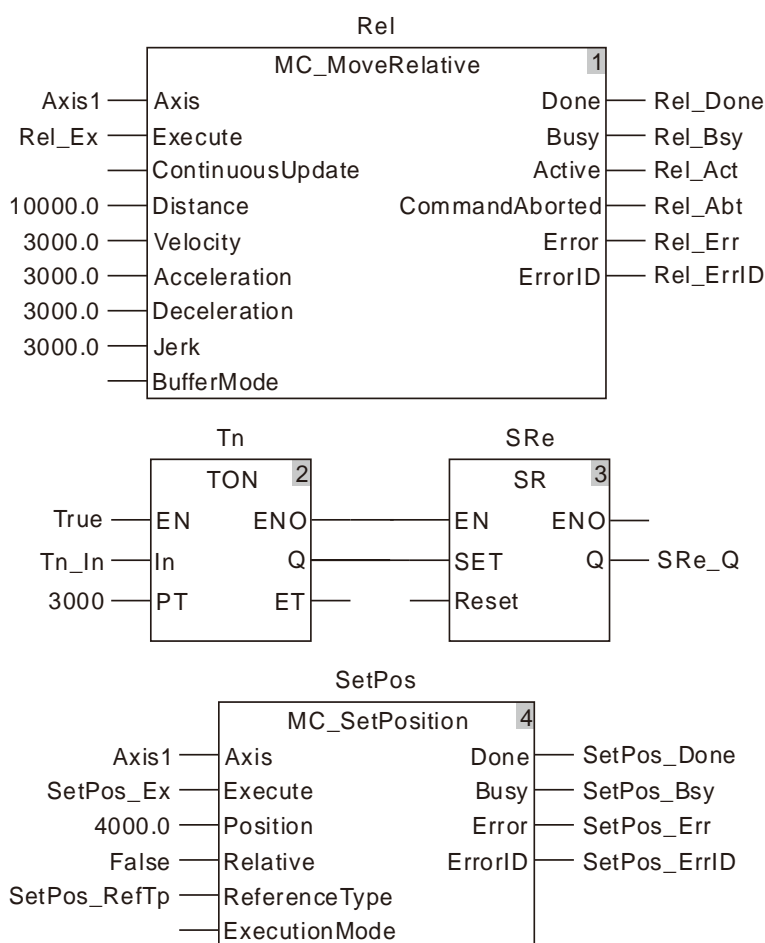 Rel
MC_MoveRelative 1
Axis1 Axis Done Rel_Done
Rel_Ex Execute Busy Rel_Bsy
ContinuousUpdate Active Rel_Act
10000.0 Distance CommandAborted Rel_Abt
3000.0 Velocity Error Rel_Err
3000.0 Acceleration ErrorID Rel_ErrID
3000.0 Deceleration
3000.0 Jerk
BufferMode
Tn SRe
TON 2 SR 3
True EN ENO EN ENO
Tn_In In Q SET Q SRe_Q
3000 PT ET Reset
SetPos
MC_SetPosition 4
Axis1 Axis Done SetPos_Done
SetPos_Ex Execute Busy SetPos_Bsy
4000.0 Position Error SetPos_Err
False Relative ErrorID SetPos_ErrID
SetPos_RefTp ReferenceType
ExecutionMode